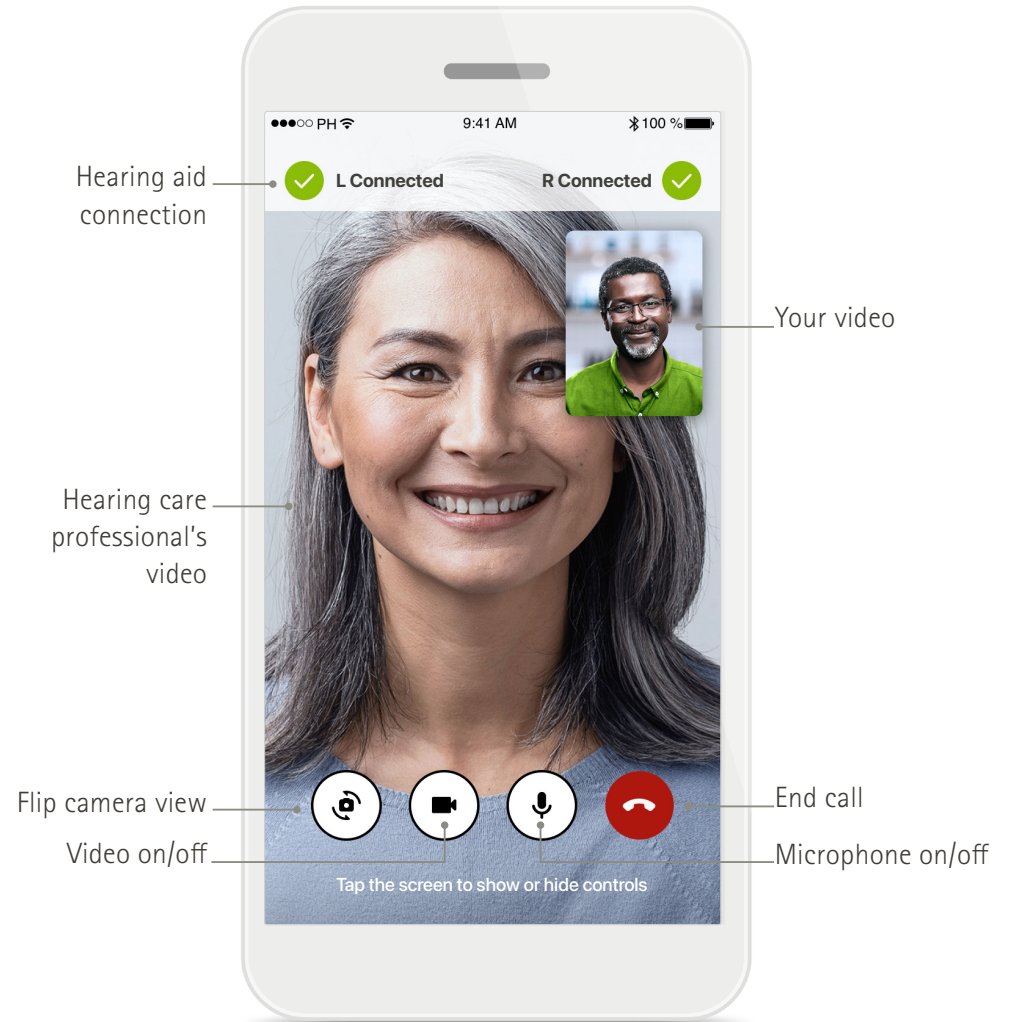 PH
9:41 AM
100 %
L Connected
R Connected
Hearing aid
connection
Your video
Hearing care
professional's
video
Flip camera view
End call
Video on/off
Microphone on/off
Tap the screen to show or hide controls